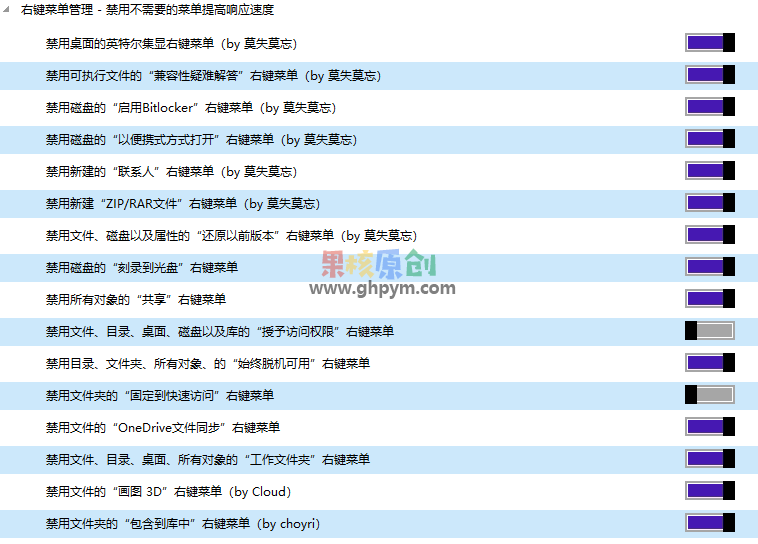 右键菜单管理 - 禁用不需要的菜单提高响应速度
禁用桌面的英特尔集显右键菜单（by 莫失莫忘）
禁用可执行文件的“兼容性疑难解答”右键菜单（by 莫失莫忘）
禁用磁盘的“启用Bitlocker”右键菜单（by 莫失莫忘）
禁用磁盘的“以便携式方式打开”右键菜单（by 莫失莫忘）
禁用新建的“联系人”右键菜单（by 莫失莫忘）
禁用新建“ZIP/RAR文件”右键菜单（by 莫失莫忘）
禁用文件、磁盘以及属性的“还原以前版本”右键菜单（by 莫失莫忘）
禁用磁盘的“刻录到光盘”右键菜单
果核原创
www.ghpym.com
禁用所有对象的“共享”右键菜单
禁用文件、目录、桌面、磁盘以及库的“授予访问权限”右键菜单
禁用目录、文件夹、所有对象、的“始终脱机可用”右键菜单
禁用文件夹的“固定到快速访问”右键菜单
禁用文件的“OneDrive文件同步”右键菜单
禁用文件、目录、桌面、所有对象的“工作文件夹”右键菜单
禁用文件的“画图 3D”右键菜单（by Cloud）
禁用文件夹的“包含到库中”右键菜单（by choyri）